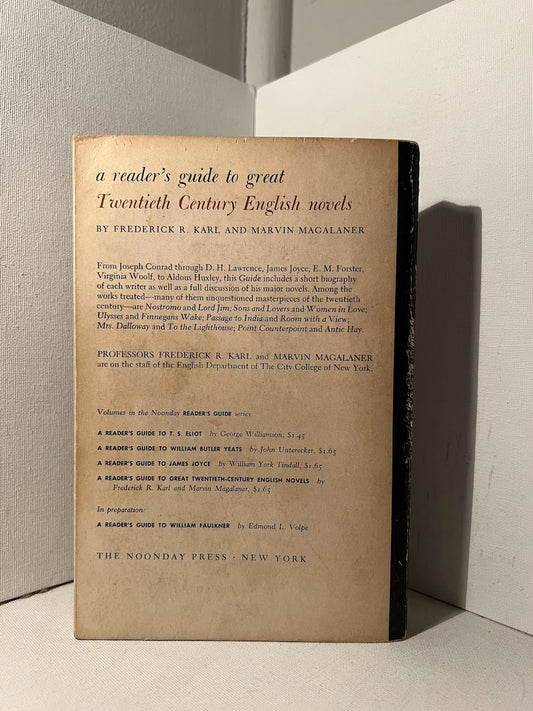 a reader's guide to great
Twentieth Century English novels
BY FREDERICK R. KARL AND MARVIN MAGALANER
From Joseph Conrad through D. H. Lawrence, James Joyce, E. M. Forster,
Virginia Woolf, to Aldous Huxley, this Guide includes a short biography
of each writer as well as a full discussion of his major novels. Among the
works treated—many of them unquestioned masterpieces of the twentieth
century—are Nostromo and Lord Jim; Sons and Lovers and Women in Love;
Ulysses and Finnegans Wake; Passage to India and Room with a View;
Mrs. Dalloway and To the Lighthouse; Point Counterpoint and Antic Hay.
PROFESSORS FREDERICK R. KARL and MARVIN MAGALANER
are on the staff of the English Department of The City College of New York.
Volumes in the Noonday READER'S GUIDE series:
A READER'S GUIDE TO T. S. ELIOT by George Williamson; $1.45
A READER'S GUIDE TO WILLIAM BUTLER YEATS by John Unterecker, $1.65
A READER'S GUIDE TO JAMES JOYCE by William York Tindall, $1.65
A READER'S GUIDE TO GREAT TWENTIETH-CENTURY ENGLISH NOVELS by
Frederick R. Karl and Marvin Magalaner, $1.65
In preparation:
A READER'S GUIDE TO WILLIAM FAULKNER by Edmond L. Volpe
THE NOONDAY PRESS · NEW YORK